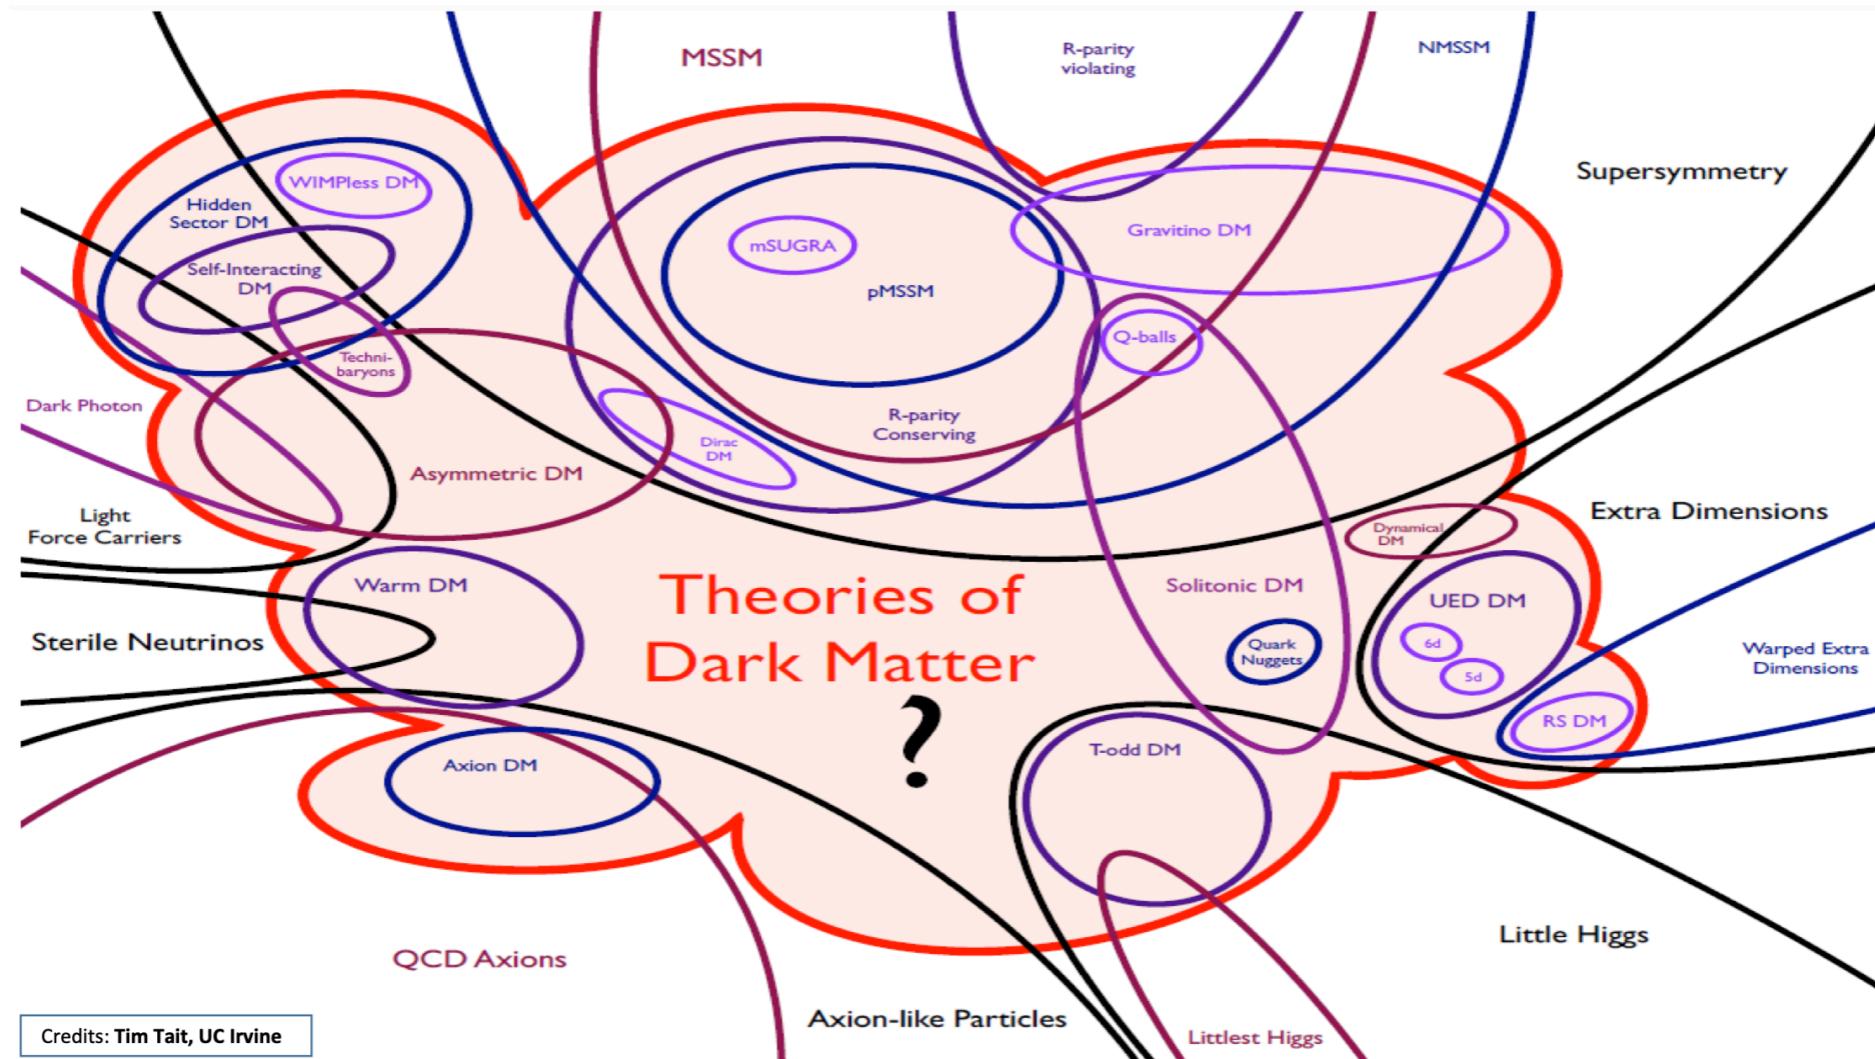 MSSM
R-parity
violating
NMSSM
Supersymmetry
WIMPless DM
Hidden
Sector DM
mSUGRA
Gravitino DM
Self-Interacting
DM
pMSSM
Q-balls
Techni-
baryons
Dark Photon
R-parity
Conserving
Dirac
DM
Asymmetric DM
Light
Force Carriers
Extra Dimensions
Dynamical
DM
Warm DM
Theories of
Dark Matter
?
Solitonic DM
UED DM
Sterile Neutrinos
Quark
Nuggets
6d
5d
Warped Extra
Dimensions
RS DM
Axion DM
T-odd DM
QCD Axions
Little Higgs
Axion-like Particles
Littlest Higgs
Credits: Tim Tait, UC Irvine